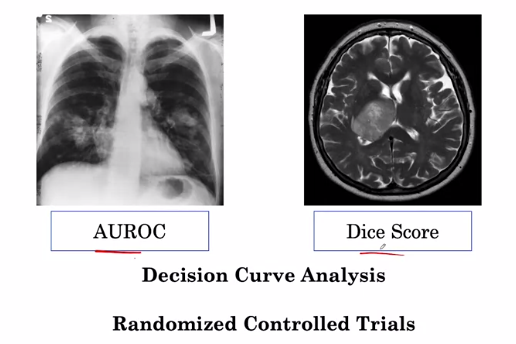 S
AUROC
Dice Score
Decision Curve Analysis
Randomized Controlled Trials